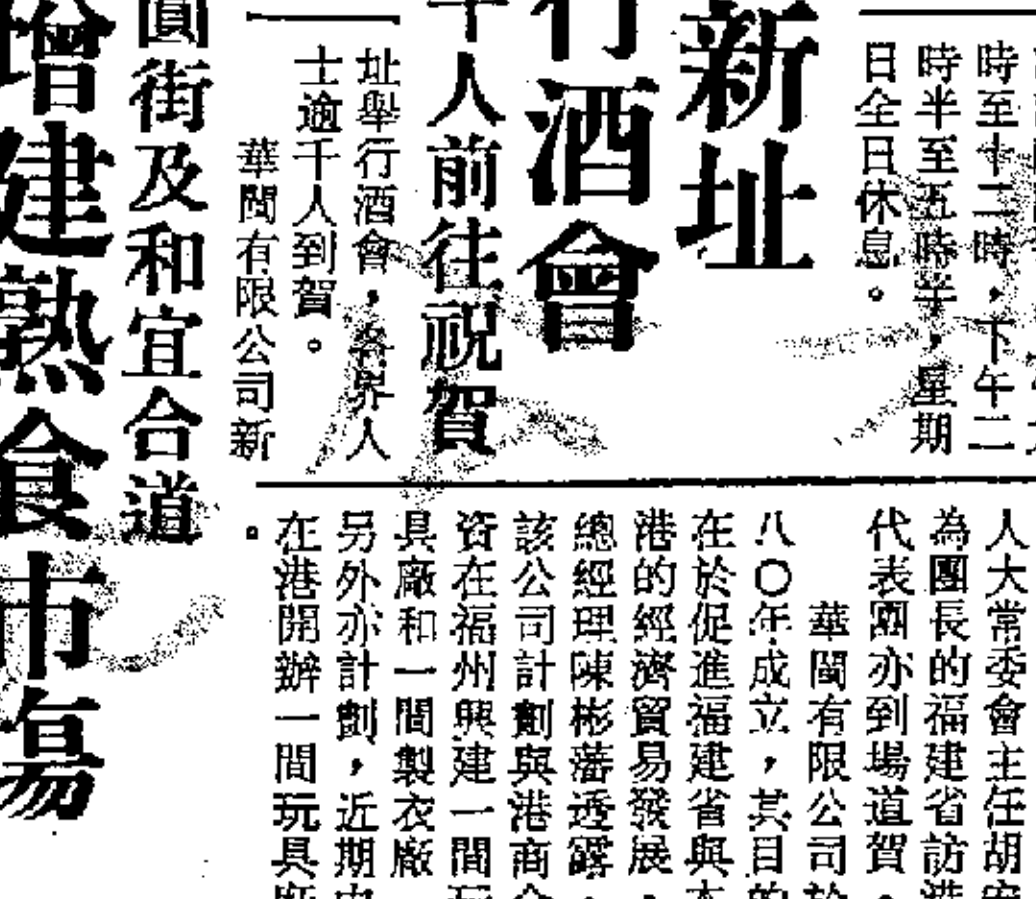 時至十二時，下午二
時半至五時半，星期
日全日休息。
新址
行酒會
千人前往祝賀
址舉行酒會，各界人
士逾千人到賀。
華閩有限公司新
圓街及和宜合道
增建熟食市場
人大常委會主任胡
為團長的福建省訪港
代表團亦到場道賀。
華閩有限公司於
八〇年成立，其目的
在於促進福建省與本
港的經濟貿易發展，
總經理陳彬藩透露，
該公司計劃與港商合
資在福州興建一間玩
具廠和一間製衣廠
另外亦計劃，近期內
在港開辦一間玩具廠
。